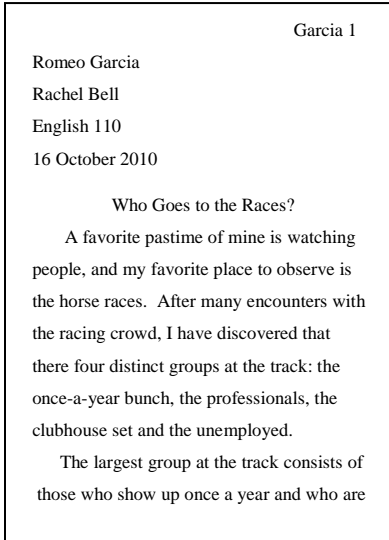 Garcia 1
Romeo Garcia
Rachel Bell
English 110
16 October 2010
Who Goes to the Races?
A favorite pastime of mine is watching
people, and my favorite place to observe is
the horse races.  After many encounters with
the racing crowd, I have discovered that
there four distinct groups at the track: the
once-a-year bunch, the professionals, the
clubhouse set and the unemployed.
The largest group at the track consists of
those who show up once a year and who are